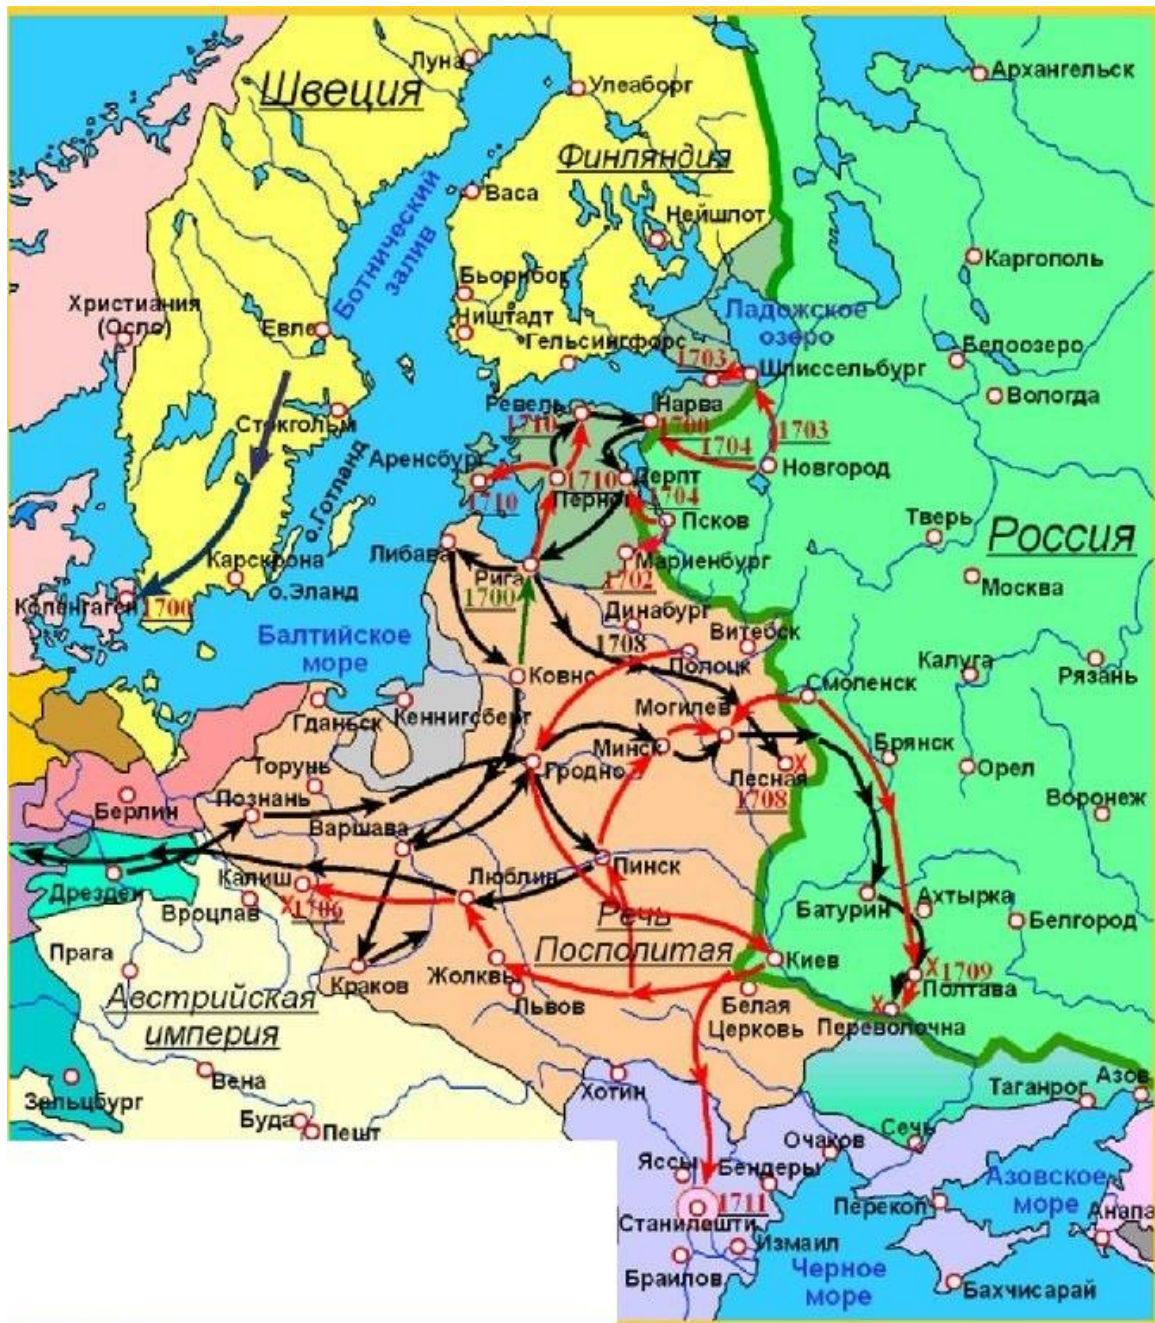 Луна
Швеция
Улеаборг
Архангельск
Финляндия
Ботнический
залив
Васа
Нейшлот
Каргополь
Бьорнборг
Христиания
(Осло)
Евле
Ништадт
Ладожское
озеро
Гельсингфорс
1703
Шлиссельбург
Белоозеро
Вологда
Стокгольм
Ревель
1710
Нарва
1700
1704
1703
Новгород
Аренсбург
1710
Перно
1710
Дерпт
1704
Псков
о.Готланд
Тверь
Россия
Либава
Карскрона
Рига
1700
Мариенбург
1702
Москва
Копенгаген
1700
о.Эланд
Балтийское
море
Динабург
1708
Витебск
Полоцк
Калуга
Рязань
Ковно
Смоленск
Гданьск
Кеннигсберг
Могилев
Минск
Брянск
Торунь
Гродно
Лесная
X
1708
Орел
Берлин
Познань
Варшава
Воронеж
Дрезден
Калиш
X
1706
Люблин
Пинск
Вроцлав
Батурин
Ахтырка
Белгород
Речь
Посполитая
Прага
Киев
Краков
Жолквы
Львов
X
1709
Полтава
Австрийская
империя
Белая
Церковь
X
Переволочна
Вена
Хотин
Таганрог
Азов
Зальцбург
Буда
Пешт
Сечь
Очаков
Яссы
Бендеры
Азовское
море
1711
Станилешти
Перекоп
Анапа
Измаил
Браилов
Черное
море
Бахчисарай